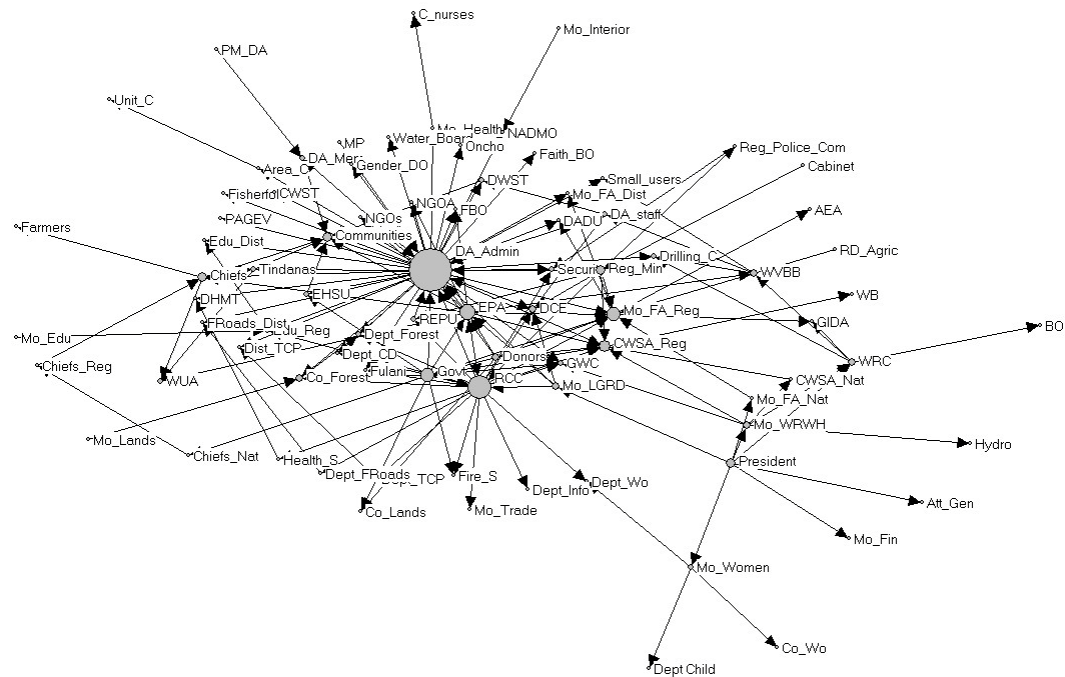 C_nurses
Mo_Interior
PM_DA
Unit_C
Mo_Health
NADMO
Water_Board
MP
Oncho
Reg_Police_Com
Faith_BO
DA_Mer
Gender_DO
Cabinet
Area_C
DWST
Small_users
Fisherfol
CWST
Mo_FA_Dist
NGOA
FBO
AEA
PAGEV
NGOs
DADU
DA_staff
Farmers
Communities
Edu_Dist
DA_Admin
RD_Agric
Drilling_C
Chiefs
Tindanas
Securit
Reg_Min
WVBB
DHMT
EHSU
WB
EPA
DCE
Mo_FA_Reg
REPU
FRoads_Dist
Edu_Reg
GIDA
BO
Mo_Edu
Dept_Forest
Dist_TCP
Dept_CD
CWSA_Reg
Donors
GWC
WRC
Chiefs_Reg
Fulani
Govt
WUA
Co_Forest
RCC
Mo_LGRD
CWSA_Nat
Mo_FA_Nat
Mo_WRWH
Mo_Lands
Hydro
Chiefs_Nat
Health_S
President
Dept_FRoads
Dept_TCP
Fire_S
Dept_Info
Dept_Wo
Att_Gen
Co_Lands
Mo_Trade
Mo_Fin
Mo_Women
Co_Wo
Dept Child